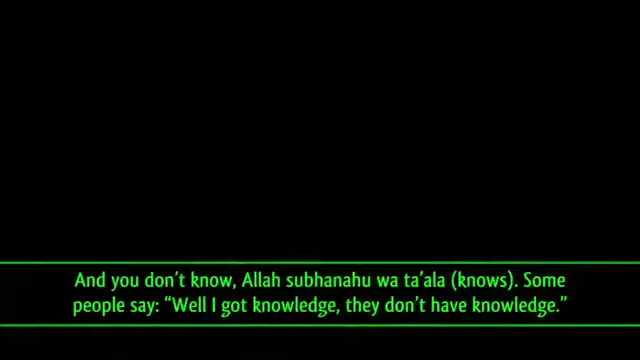 And you don’t know, Allah subhanahu wa ta’ala (knows). Some
people say: “Well I got knowledge, they don’t have knowledge.”